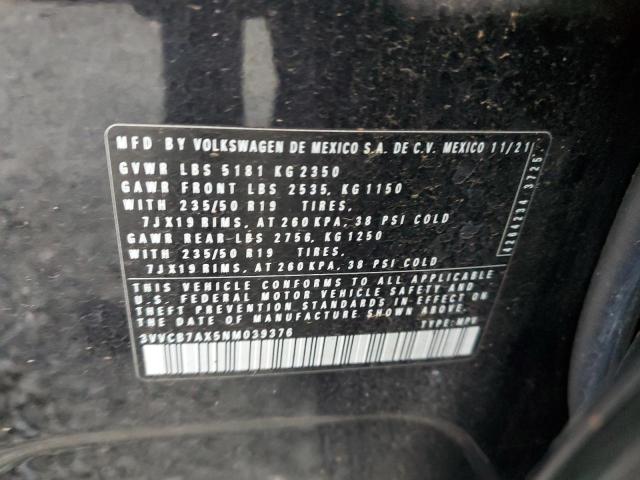 MFD BY VOLKSWAGEN DE MEXICO S.A. DE C.V. MEXICO 11/21
GVWR LBS 5181 KG 2350
GAWR FRONT LBS 2535, KG 1150
WITH 235/50 R19 TIRES,
7JX19 RIMS, AT 260 KPA, 38 PSI COLD
GAWR REAR LBS 2756, KG 1250
WITH 235/50 R19 TIRES,
7JX19 RIMS, AT 260 KPA, 38 PSI COLD
THIS VEHICLE CONFORMS TO ALL APPLICABLE
U.S. FEDERAL MOTOR VEHICLE SAFETY AND
THEFT PREVENTION STANDARDS IN EFFECT ON
THE DATE OF MANUFACTURE SHOWN ABOVE.
3VVCB7AX5NM039376 TYPE: MPV
3725